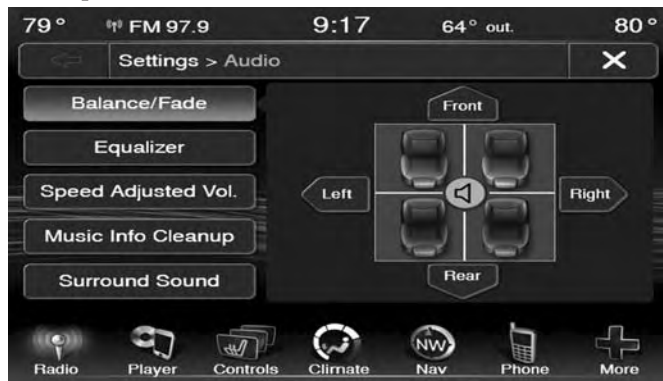 79° FM 97.9 9:17 64° out. 80°
Settings > Audio
Balance/Fade
Equalizer
Speed Adjusted Vol.
Music Info Cleanup
Surround Sound
Front
Left
Right
Rear
NW
Radio Player Controls Climate Nav Phone More